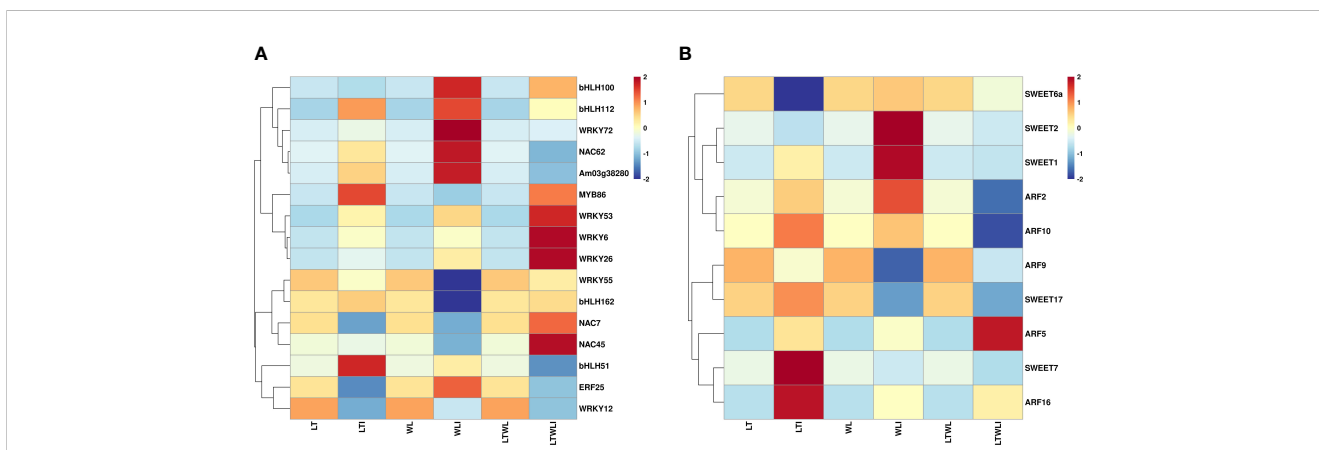 A
bHLH100
bHLH112
WRKY72
NAC62
Am03g38280
MYB86
WRKY53
WRKY6
WRKY26
WRKY55
bHLH162
NAC7
NAC45
bHLH51
ERF25
WRKY12
2
1
0
-1
-2
LT
LTI
WL
WLI
LTWL
LTWLI
B
SWEET6a
SWEET2
SWEET1
ARF2
ARF10
ARF9
SWEET17
ARF5
SWEET7
ARF16
2
1
0
-1
-2
LT
LTI
WL
WLI
LTWL
LTWLI